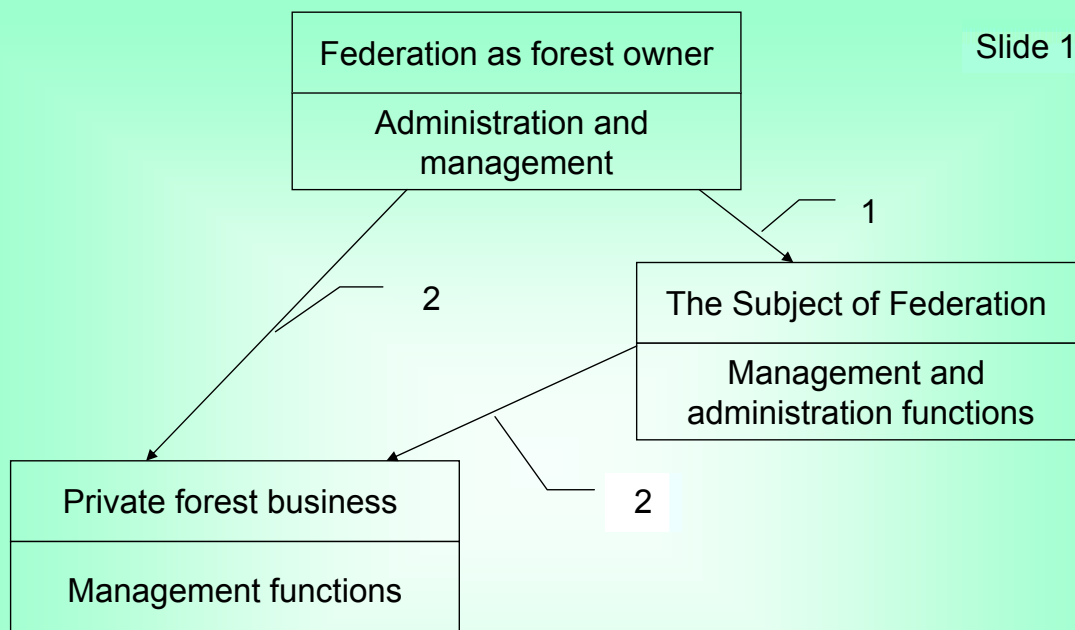 Federation as forest owner
Slide 1
Administration and
management
1
2
The Subject of Federation
Management and
administration functions
Private forest business
2
Management functions